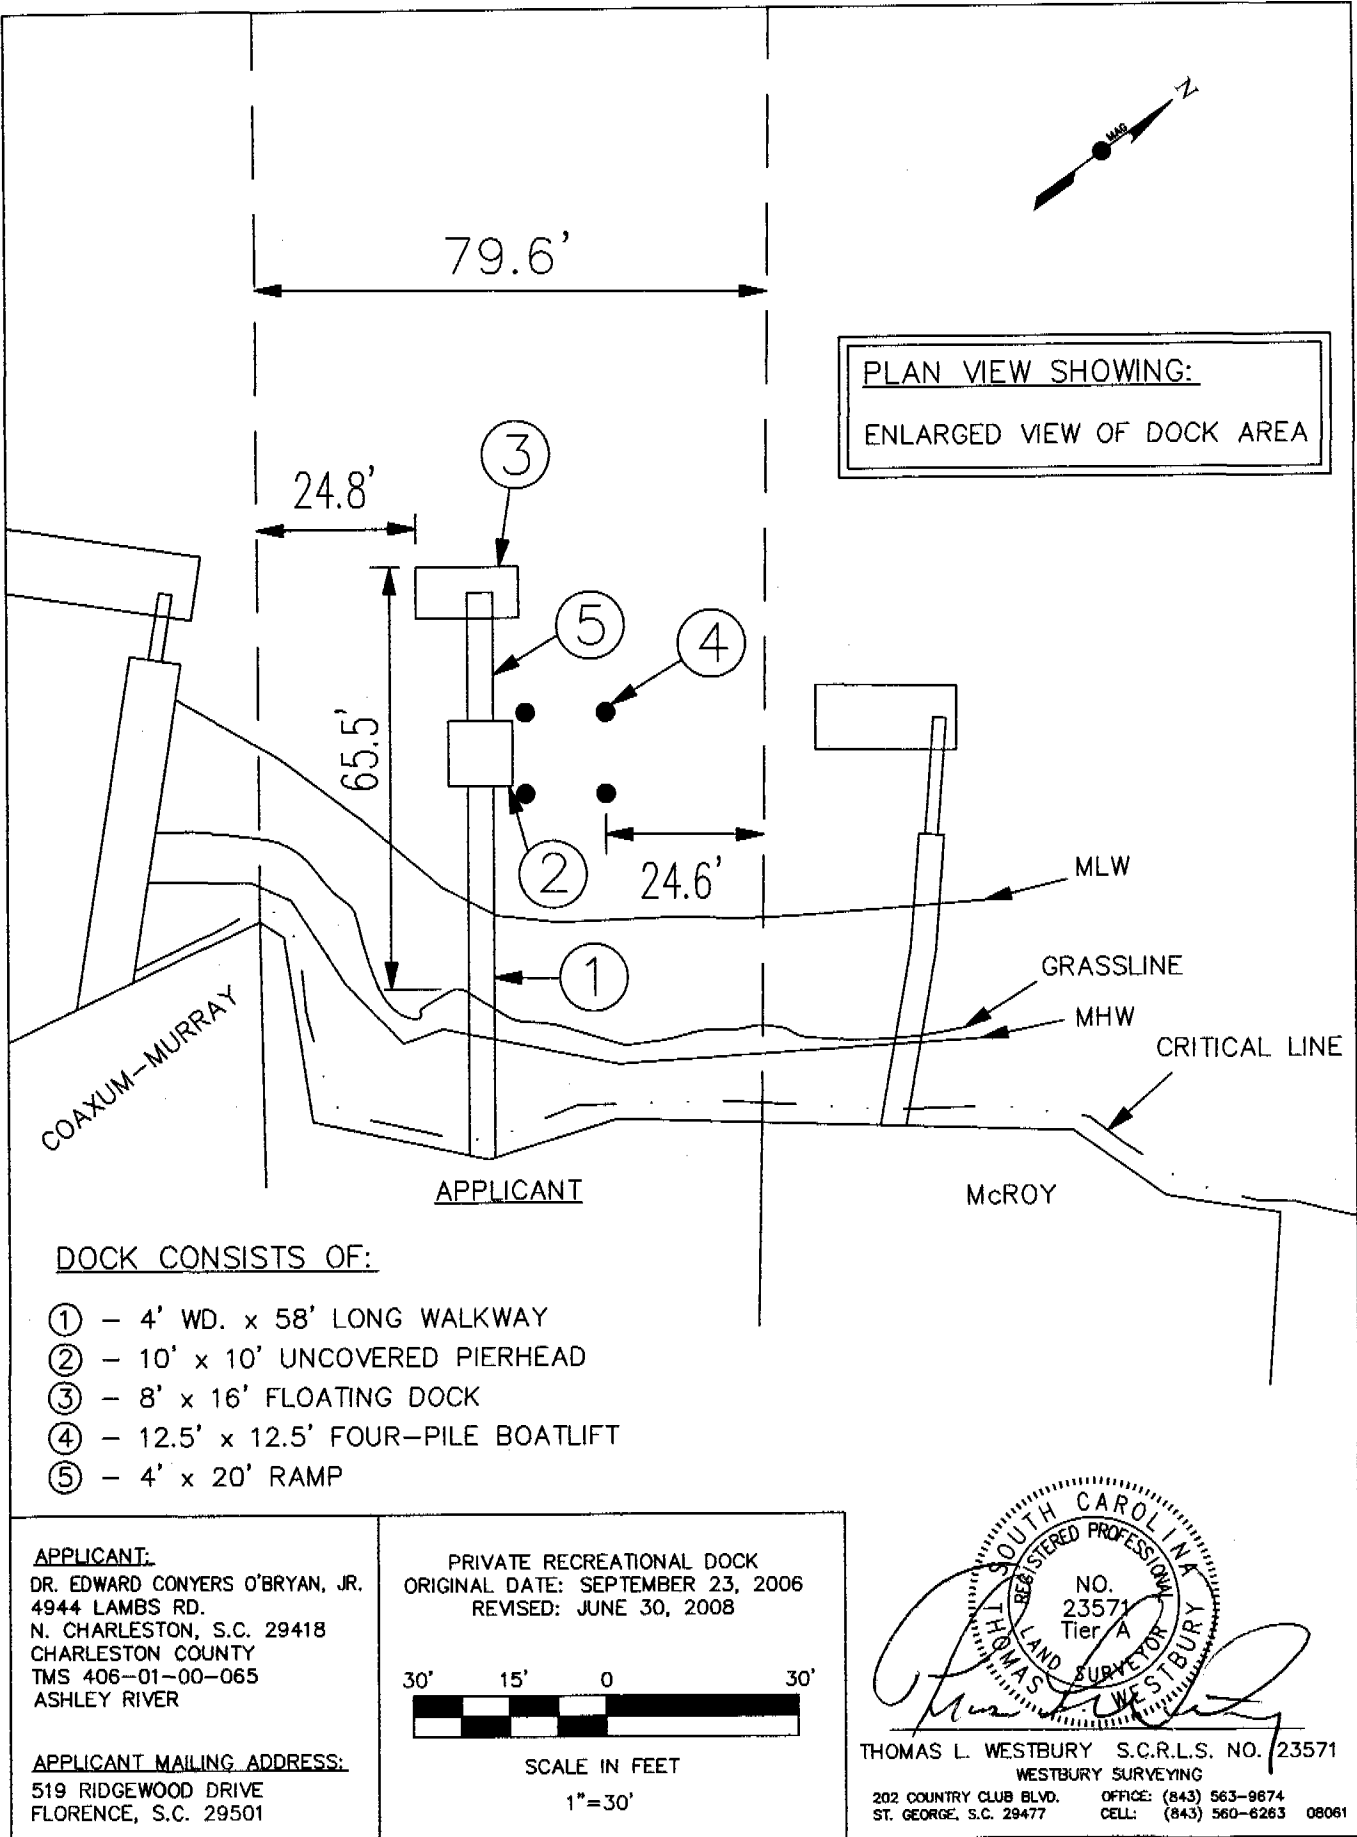 N
MAG
79.6'
PLAN VIEW SHOWING:
ENLARGED VIEW OF DOCK AREA
3
24.8'
5
4
65.5'
2
24.6'
MLW
1
GRASSLINE
MHW
CRITICAL LINE
COAXUM-MURRAY
APPLICANT
McROY
DOCK CONSISTS OF:
1 - 4' WD. x 58' LONG WALKWAY
2 - 10' x 10' UNCOVERED PIERHEAD
3 - 8' x 16' FLOATING DOCK
4 - 12.5' x 12.5' FOUR-PILE BOATLIFT
5 - 4' x 20' RAMP
APPLICANT:
DR. EDWARD CONYERS O'BRYAN, JR.
4944 LAMBS RD.
N. CHARLESTON, S.C. 29418
CHARLESTON COUNTY
TMS 406-01-00-065
ASHLEY RIVER
APPLICANT MAILING ADDRESS:
519 RIDGEWOOD DRIVE
FLORENCE, S.C. 29501
PRIVATE RECREATIONAL DOCK
ORIGINAL DATE: SEPTEMBER 23, 2006
REVISED: JUNE 30, 2008
30' 15' 0 30'
SCALE IN FEET
1"=30'
SOUTH CAROLINA
REGISTERED PROFESSIONAL
NO.
23571
Tier A
LAND SURVEYOR
THOMAS L. WESTBURY
THOMAS L. WESTBURY S.C.R.L.S. NO. 23571
WESTBURY SURVEYING
202 COUNTRY CLUB BLVD. OFFICE: (843) 563-9674
ST. GEORGE, S.C. 29477 CELL: (843) 560-6263 08061